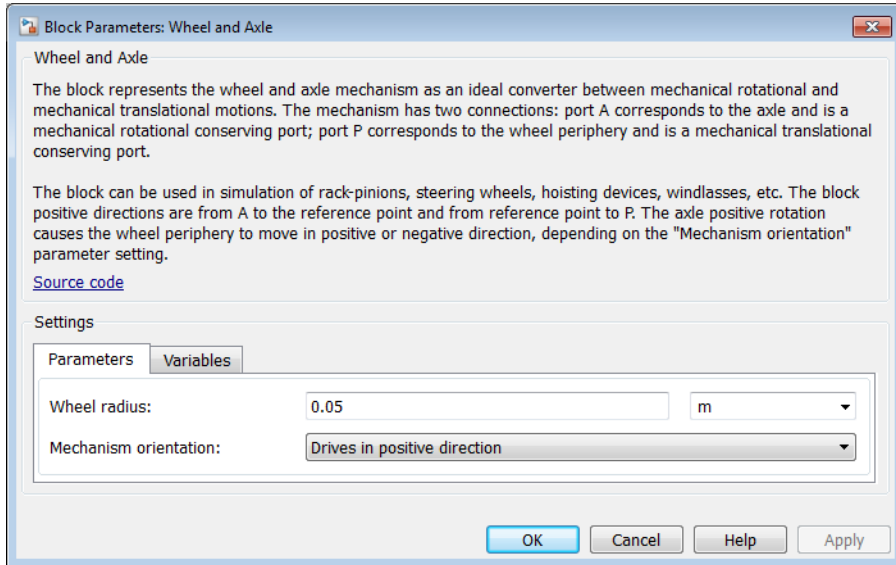 Block Parameters: Wheel and Axle
Wheel and Axle
The block represents the wheel and axle mechanism as an ideal converter between mechanical rotational and
mechanical translational motions. The mechanism has two connections: port A corresponds to the axle and is a
mechanical rotational conserving port; port P corresponds to the wheel periphery and is a mechanical translational
conserving port.
The block can be used in simulation of rack-pinions, steering wheels, hoisting devices, windlasses, etc. The block
positive directions are from A to the reference point and from reference point to P. The axle positive rotation
causes the wheel periphery to move in positive or negative direction, depending on the "Mechanism orientation"
parameter setting.
Source code
Settings
Parameters Variables
Wheel radius: 0.05 m
Mechanism orientation: Drives in positive direction
OK Cancel Help Apply